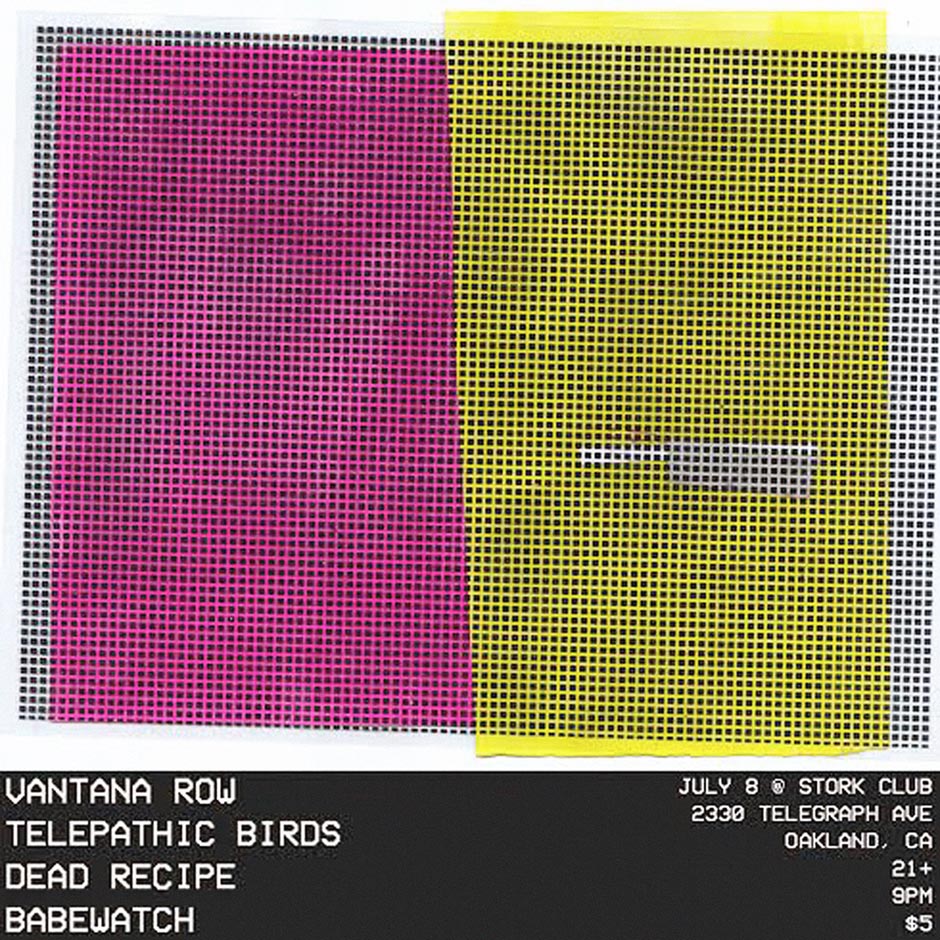 VANTANA ROW
TELEPATHIC BIRDS
DEAD RECIPE
BABEWATCH
JULY 8 @ STORK CLUB
2330 TELEGRAPH AVE
OAKLAND, CA
21+
9PM
$5